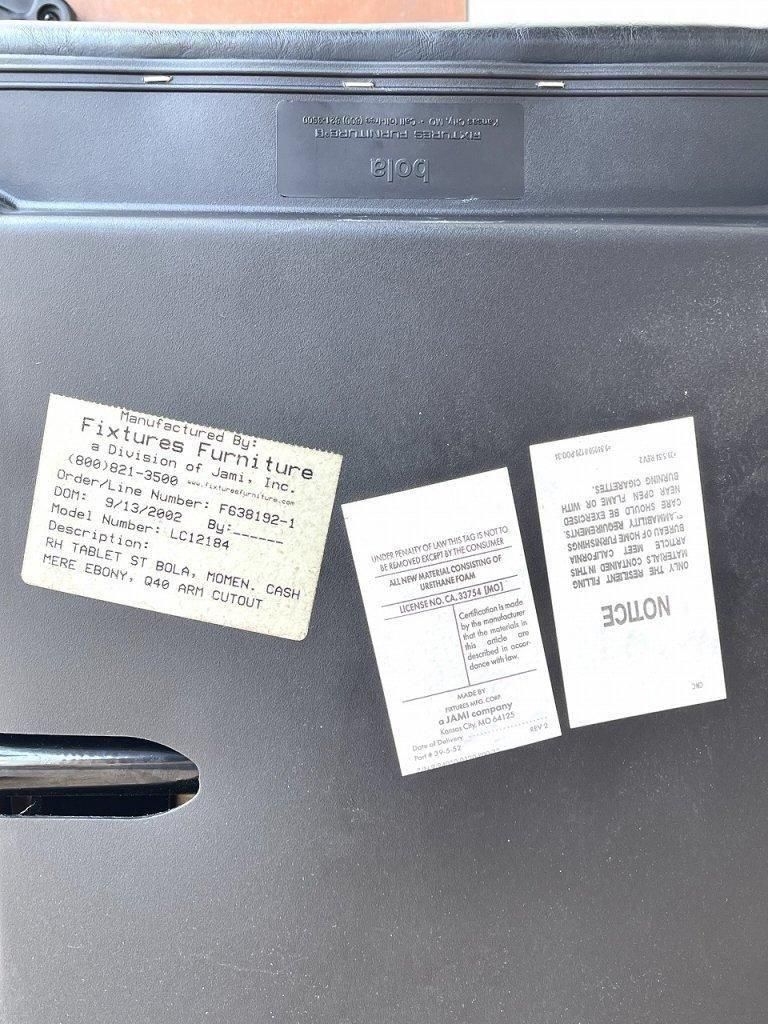 bola
FIXTURES FURNITURE®
Kansas City, MO • Call toll-free (800) 821-3500
Manufactured By:
Fixtures Furniture
a Division of Jami, Inc.
(800)821-3500 www.fixturesfurniture.com
Order/Line Number: F638192-1
DOM: 9/13/2002 By:------
Model Number: LC12184
Description:
RH TABLET ST BOLA, MOMEN. CASH
MERE EBONY, Q40 ARM CUTOUT
UNDER PENALTY OF LAW THIS TAG IS NOT TO
BE REMOVED EXCEPT BY THE CONSUMER
ALL NEW MATERIAL CONSISTING OF
URETHANE FOAM
LICENSE NO. CA. 33754 [MO]
Certification is made
by the manufacturer
that the materials in
this article are
described in accor-
dance with law.
MADE BY
FIXTURES MFG. CORP.
a JAMI company
Kansas City, MO 64125
Date of Delivery
Part # 39-5-52 REV 2
NOTICE
ONLY THE RESILIENT FILLING
MATERIALS CONTAINED IN THIS
ARTICLE MEET CALIFORNIA
BUREAU OF HOME FURNISHINGS
FLAMMABILITY REQUIREMENTS.
CARE SHOULD BE EXERCISED
NEAR OPEN FLAME OR WITH
BURNING CIGARETTES.